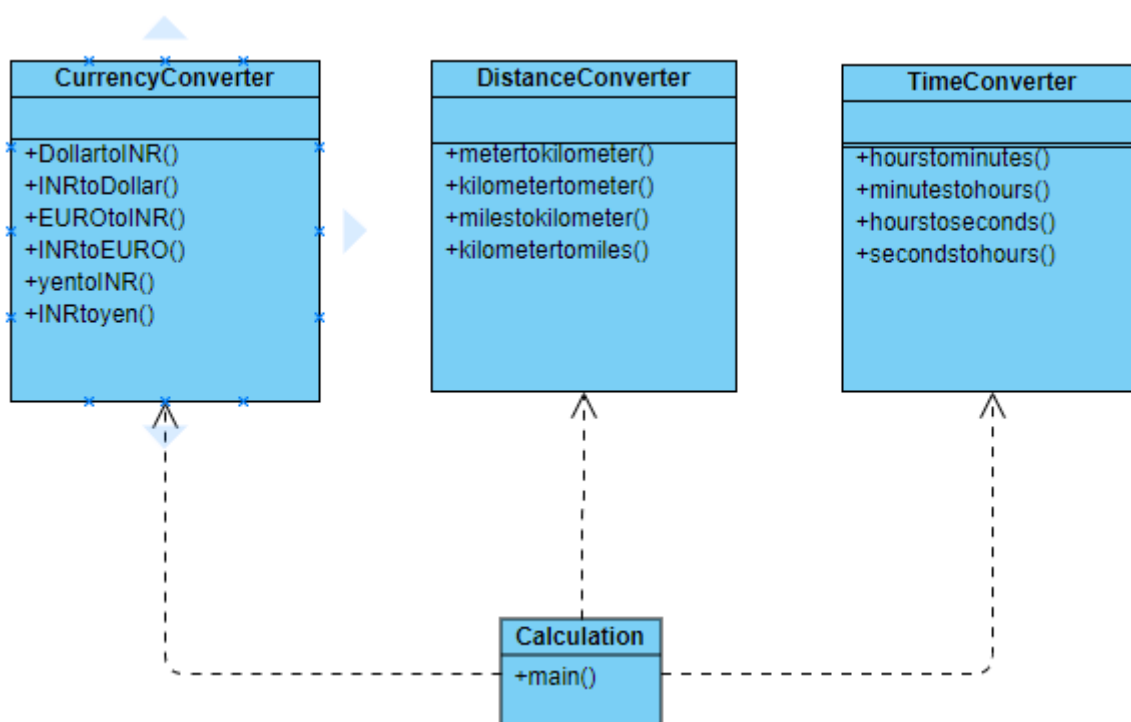 CurrencyConverter
+DollartoINR()
+INRtoDollar()
+EUROtoINR()
+INRtoEURO()
+yentoINR()
+INRtoyen()
DistanceConverter
+metertokilometer()
+kilometertometer()
+milestokilometer()
+kilometertomiles()
TimeConverter
+hourstominutes()
+minutestohours()
+hourstoseconds()
+secondstohours()
Calculation
+main()